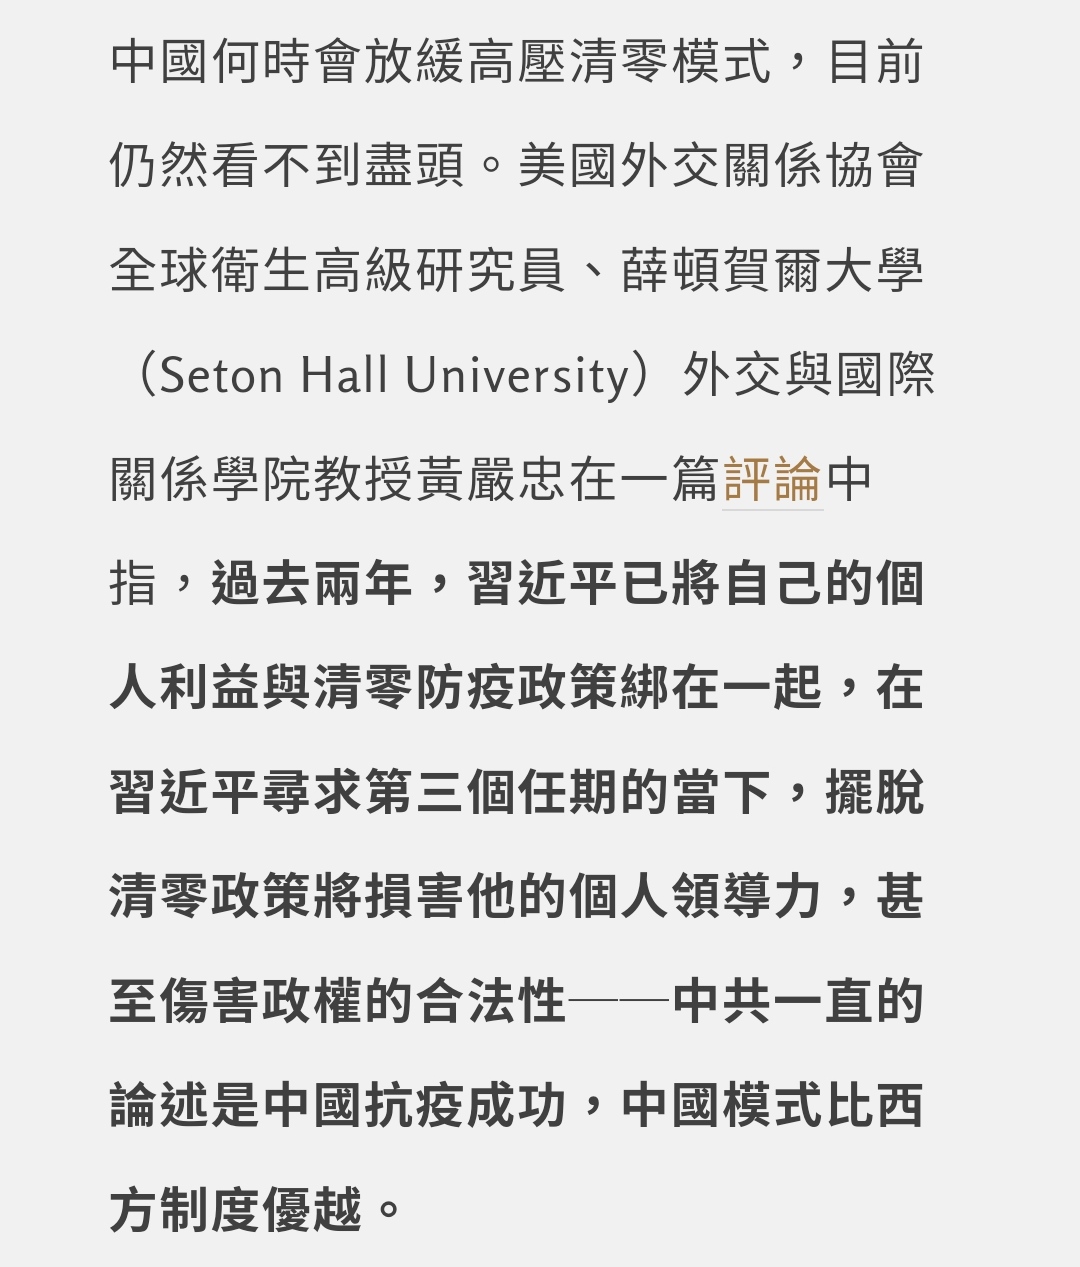 中國何時會放緩高壓清零模式，目前
仍然看不到盡頭。美國外交關係協會
全球衛生高級研究員、薛頓賀爾大學
（Seton Hall University）外交與國際
關係學院教授黃嚴忠在一篇評論中
指，過去兩年，習近平已將自己的個
人利益與清零防疫政策綁在一起，在
習近平尋求第三個任期的當下，擺脫
清零政策將損害他的個人領導力，甚
至傷害政權的合法性──中共一直的
論述是中國抗疫成功，中國模式比西
方制度優越。